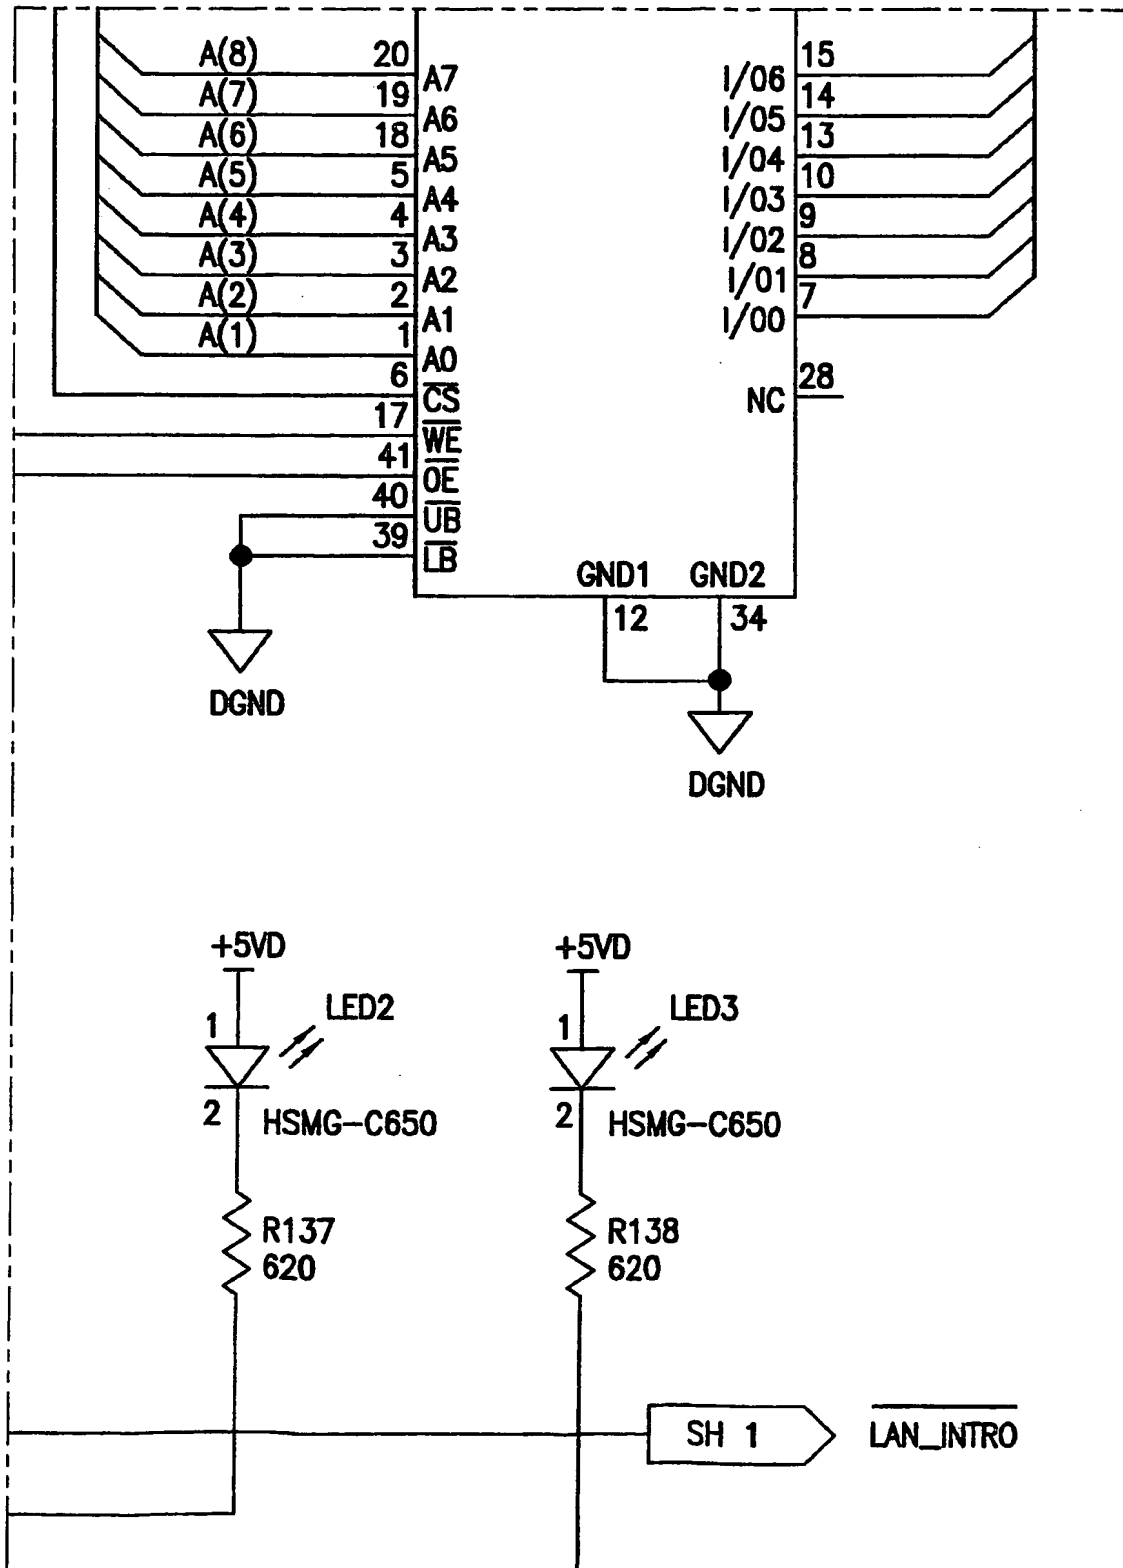 A(8) 20 A7 I/06 15
A(7) 19 A6 I/05 14
A(6) 18 A5 I/04 13
A(5) 5 A4 I/03 10
A(4) 4 A3 I/02 9
A(3) 3 A2 I/01 8
A(2) 2 A1 I/00 7
A(1) 1 A0
6 CS NC 28
17 WE
41 OE
40 UB
39 LB
GND1 GND2
12 34
DGND
DGND
+5VD +5VD
1 LED2 1 LED3
2 HSMG-C650 2 HSMG-C650
R137 R138
620 620
SH 1 LAN_INTRO